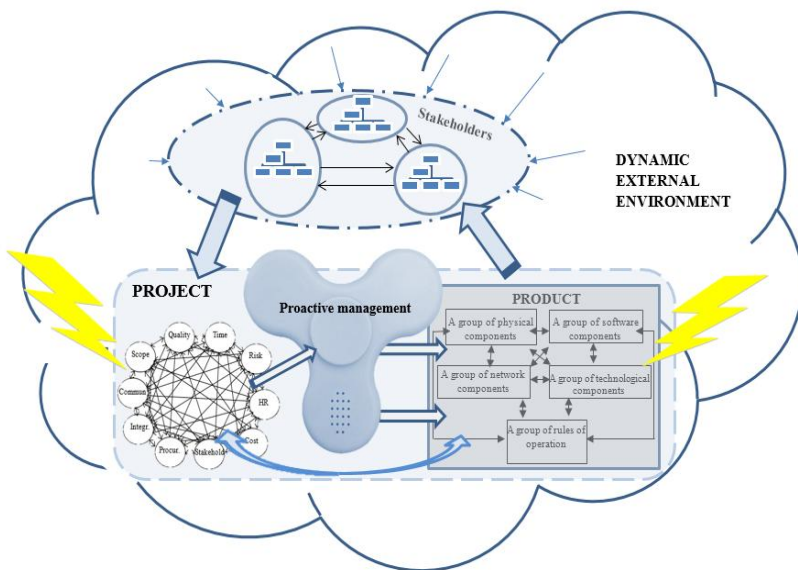 Stakeholders
DYNAMIC
EXTERNAL
ENVIRONMENT
PROJECT
Proactive management
PRODUCT
Quality
Time
Scope
Risk
Commun.
HR
Integr.
Cost
Procur.
Stakehold
A group of physical
components
A group of software
components
A group of network
components
A group of technological
components
A group of rules of
operation